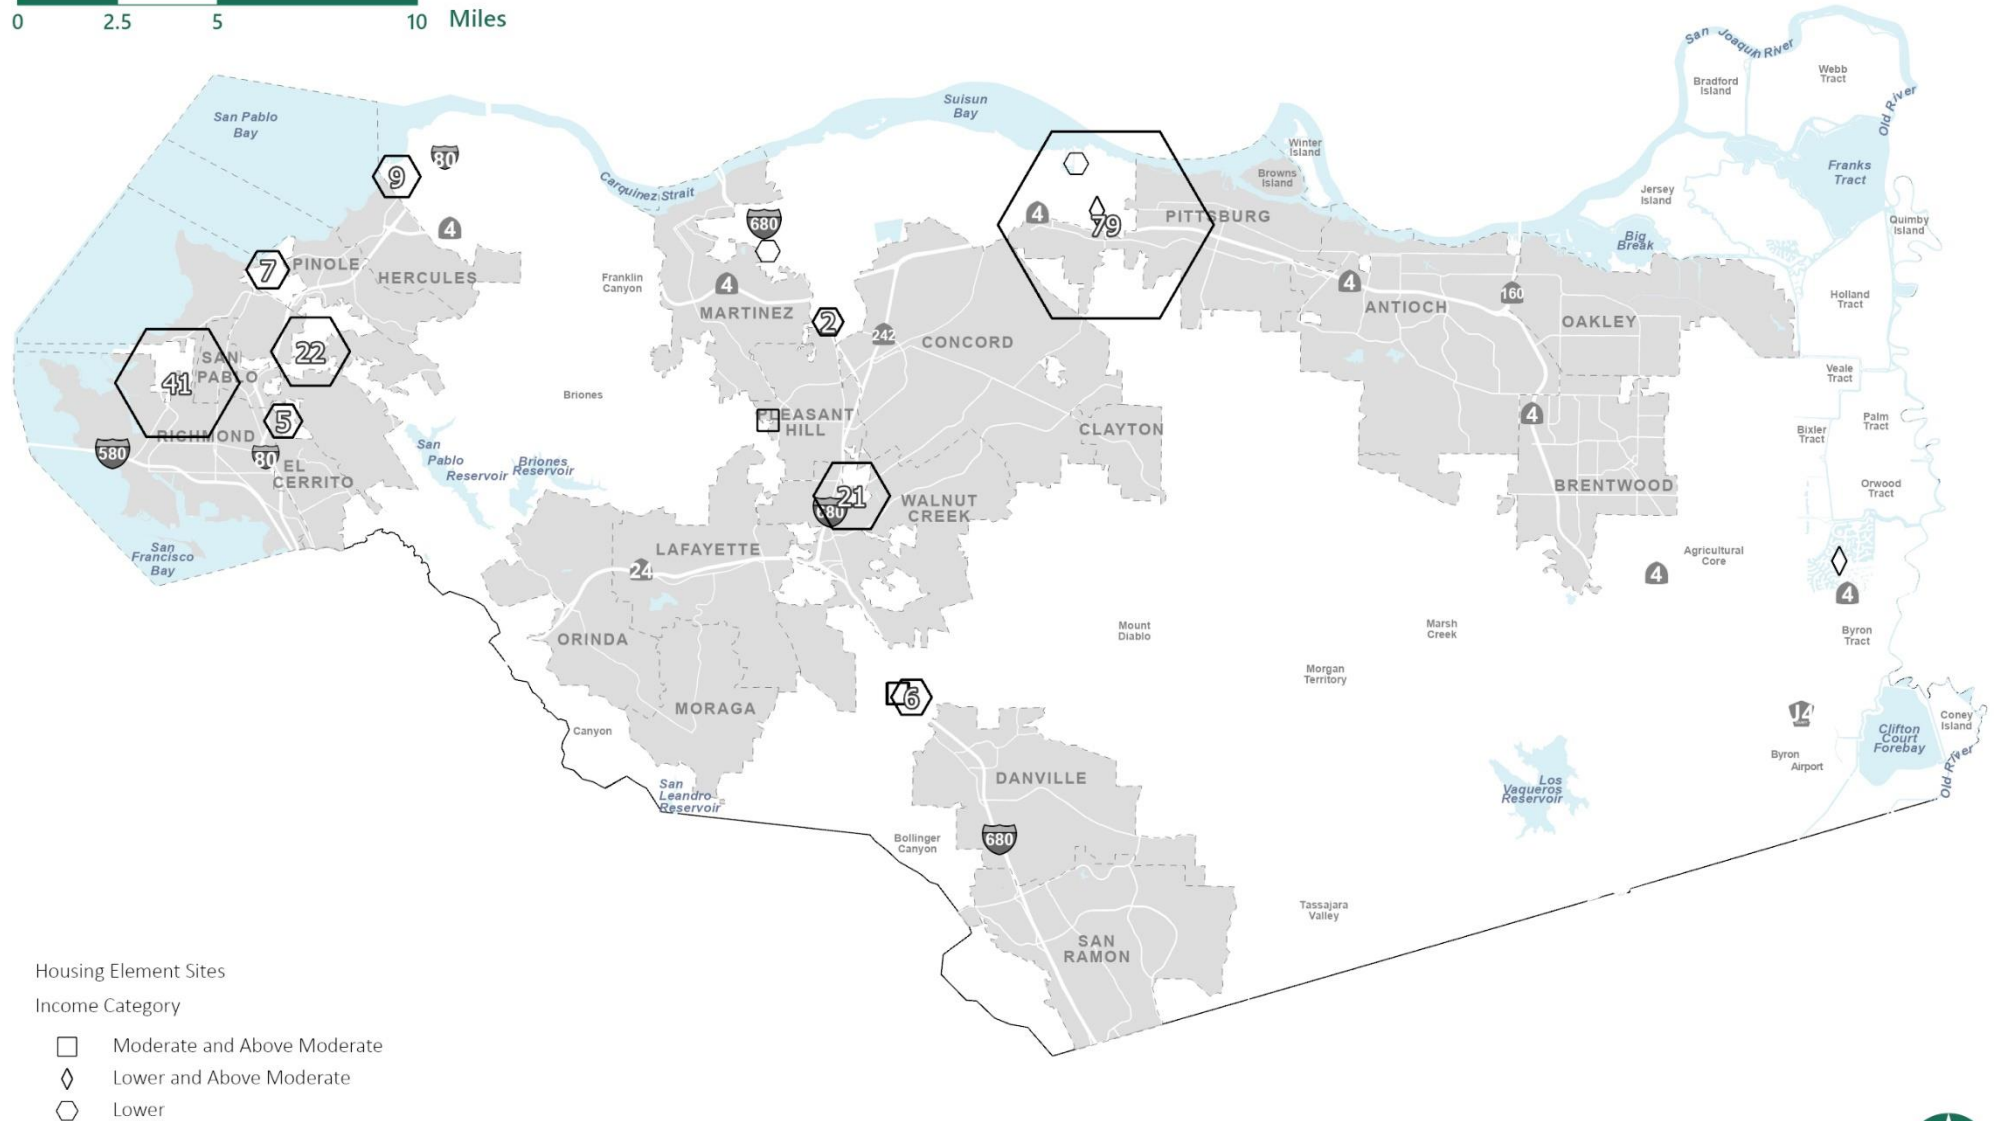 0 2.5 5 10 Miles
San Joaquin River
Webb
Tract
Bradford
Island
Old River
San Pablo
Bay
Suisun
Bay
Winter
Island
Browns
Island
Franks
Tract
Jersey
Island
Quimby
Island
Big
Break
Carquinez Strait
9
80
4
680
4
79
PITTSBURG
7
PINOLE
HERCULES
Franklin
Canyon
4
MARTINEZ
2
242
CONCORD
4
ANTIOCH
160
OAKLEY
Holland
Tract
22
SAN
PABLO
41
5
RICHMOND
580
80
EL
CERRITO
Briones
San
Pablo
Reservoir
Briones
Reservoir
PLEASANT
HILL
CLAYTON
4
Veale
Tract
Palm
Tract
Bixler
Tract
Orwood
Tract
BRENTWOOD
21
680
WALNUT
CREEK
San
Francisco
Bay
LAFAYETTE
24
Agricultural
Core
4
4
Byron
Tract
ORINDA
Mount
Diablo
Marsh
Creek
Morgan
Territory
6
MORAGA
Canyon
J4
Clifton
Court
Forebay
Coney
Island
Old River
Byron
Airport
San
Leandro
Reservoir
DANVILLE
Los
Vaqueros
Reservoir
680
Bollinger
Canyon
Tassajara
Valley
SAN
RAMON
Housing Element Sites
Income Category
Moderate and Above Moderate
Lower and Above Moderate
Lower